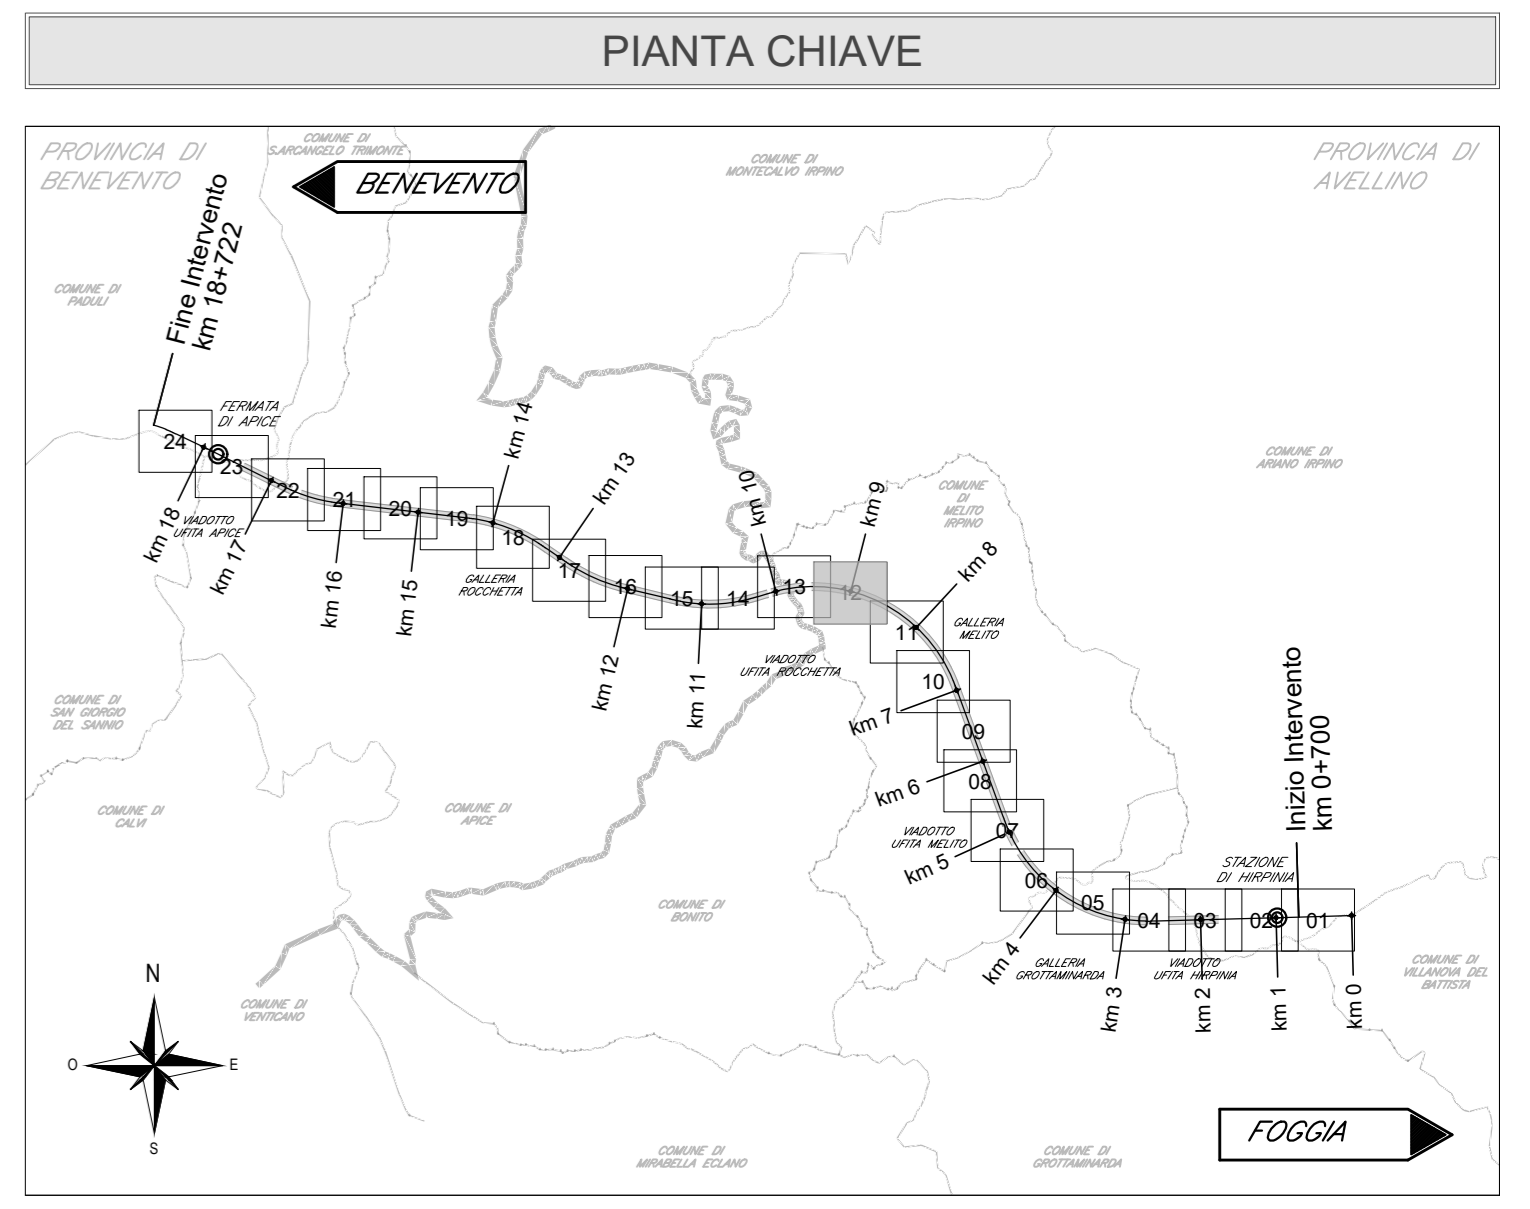 PIANTA CHIAVE
PROVINCIA DI
BENEVENTO
COMUNE DI
S.ARCANGELO TRIMONTE
BENEVENTO
COMUNE DI
MONTECALVO IRPINO
PROVINCIA DI
AVELLINO
Fine Intervento
km 18+722
COMUNE DI
PADULI
FERMATA
DI APICE
24
23
22
21
20
19
18
17
16
15
14
13
12
11
10
09
08
07
06
05
04
03
02
01
km 18
km 17
km 16
km 15
km 14
km 13
km 12
km 11
km 10
km 9
km 8
km 7
km 6
km 5
km 4
km 3
km 2
km 1
km 0
VIADOTTO
UFITA APICE
GALLERIA
ROCCHETTA
VIADOTTO
UFITA ROCCHETTA
GALLERIA
MELITO
COMUNE
DI
MELITO
IRPINO
COMUNE DI
ARIANO IRPINO
Inizio Intervento
km 0+700
VIADOTTO
UFITA MELITO
STAZIONE
DI HIRPINIA
GALLERIA
GROTTAMINARDA
VIADOTTO
UFITA HIRPINIA
COMUNE DI
SAN GIORGIO
DEL SANNIO
COMUNE DI
CALVI
COMUNE DI
APICE
COMUNE DI
BONITO
COMUNE DI
VENTICANO
COMUNE DI
VILLANOVA DEL
BATTISTA
N
O
E
S
COMUNE DI
MIRABELLA ECLANO
COMUNE DI
GROTTAMINARDA
FOGGIA